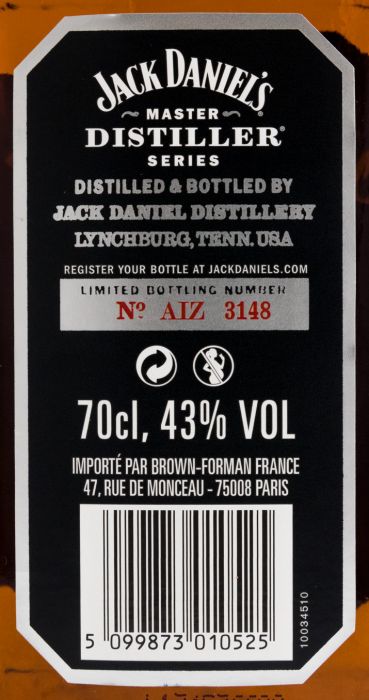 JACK DANIEL'S
MASTER
DISTILLER
SERIES
DISTILLED & BOTTLED BY
JACK DANIEL DISTILLERY
LYNCHBURG, TENN. USA
REGISTER YOUR BOTTLE AT JACKDANIELS.COM
LIMITED BOTTLING NUMBER
Nº AIZ 3148
70cl, 43% VOL
IMPORTÉ PAR BROWN-FORMAN FRANCE
47, RUE DE MONCEAU - 75008 PARIS
5 099873 010525
10034510